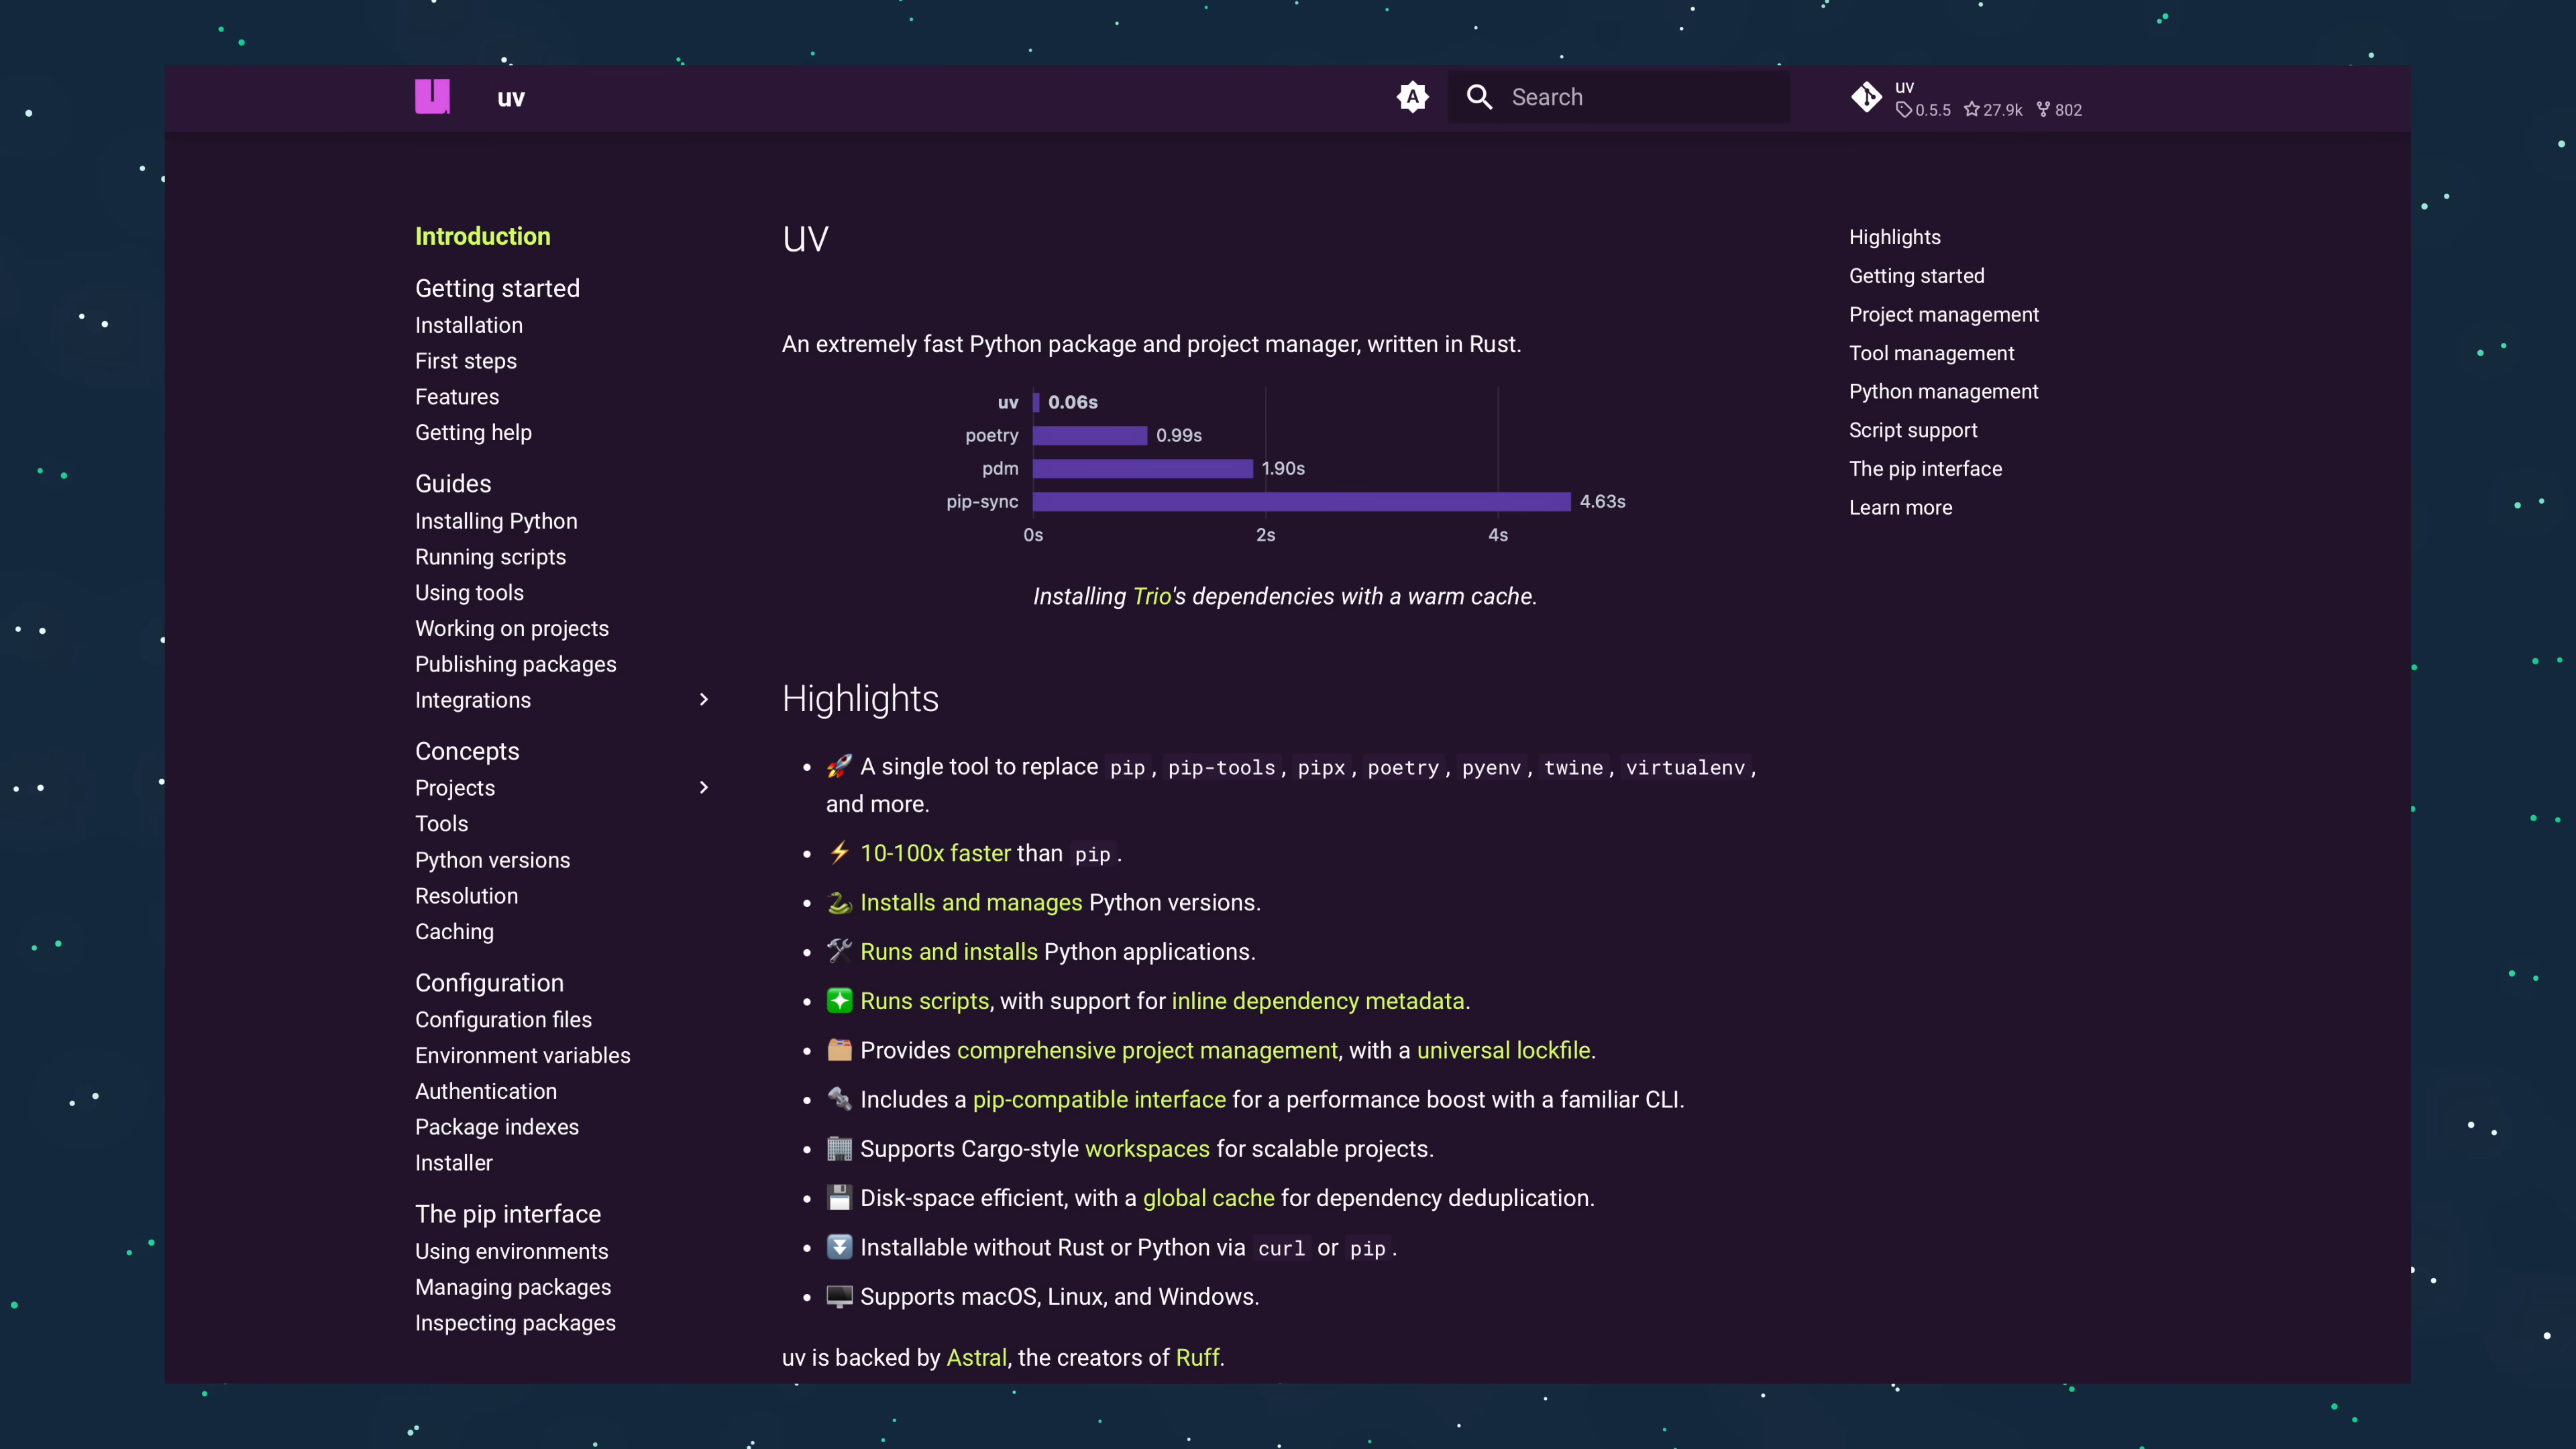 uv
A
Search
uv
0.5.5 27.9k 802
Introduction
Getting started
Installation
First steps
Features
Getting help
Guides
Installing Python
Running scripts
Using tools
Working on projects
Publishing packages
Integrations
Concepts
Projects
Tools
Python versions
Resolution
Caching
Configuration
Configuration files
Environment variables
Authentication
Package indexes
Installer
The pip interface
Using environments
Managing packages
Inspecting packages
uv
An extremely fast Python package and project manager, written in Rust.
uv 0.06s
poetry 0.99s
pdm 1.90s
pip-sync 4.63s
0s 2s 4s
Installing Trio's dependencies with a warm cache.
Highlights
🚀 A single tool to replace pip, pip-tools, pipx, poetry, pyenv, twine, virtualenv,
and more.
⚡ 10-100x faster than pip.
🐍 Installs and manages Python versions.
🛠️ Runs and installs Python applications.
❇️ Runs scripts, with support for inline dependency metadata.
🗂️ Provides comprehensive project management, with a universal lockfile.
🔩 Includes a pip-compatible interface for a performance boost with a familiar CLI.
🏢 Supports Cargo-style workspaces for scalable projects.
💾 Disk-space efficient, with a global cache for dependency deduplication.
⏬ Installable without Rust or Python via curl or pip.
🖥️ Supports macOS, Linux, and Windows.
uv is backed by Astral, the creators of Ruff.
Highlights
Getting started
Project management
Tool management
Python management
Script support
The pip interface
Learn more